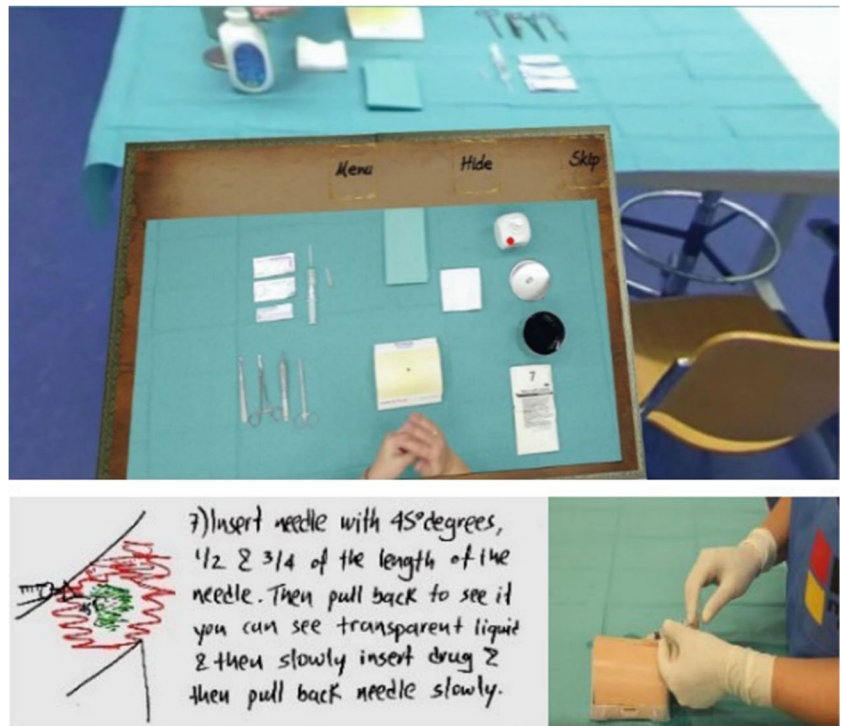 Menu
Hide
Skip
7
7) Insert needle with 45° degrees,
1/2 & 3/4 of the length of the
needle. Then pull back to see if
you can see transparent liquid
& then slowly insert drug &
then pull back needle slowly.